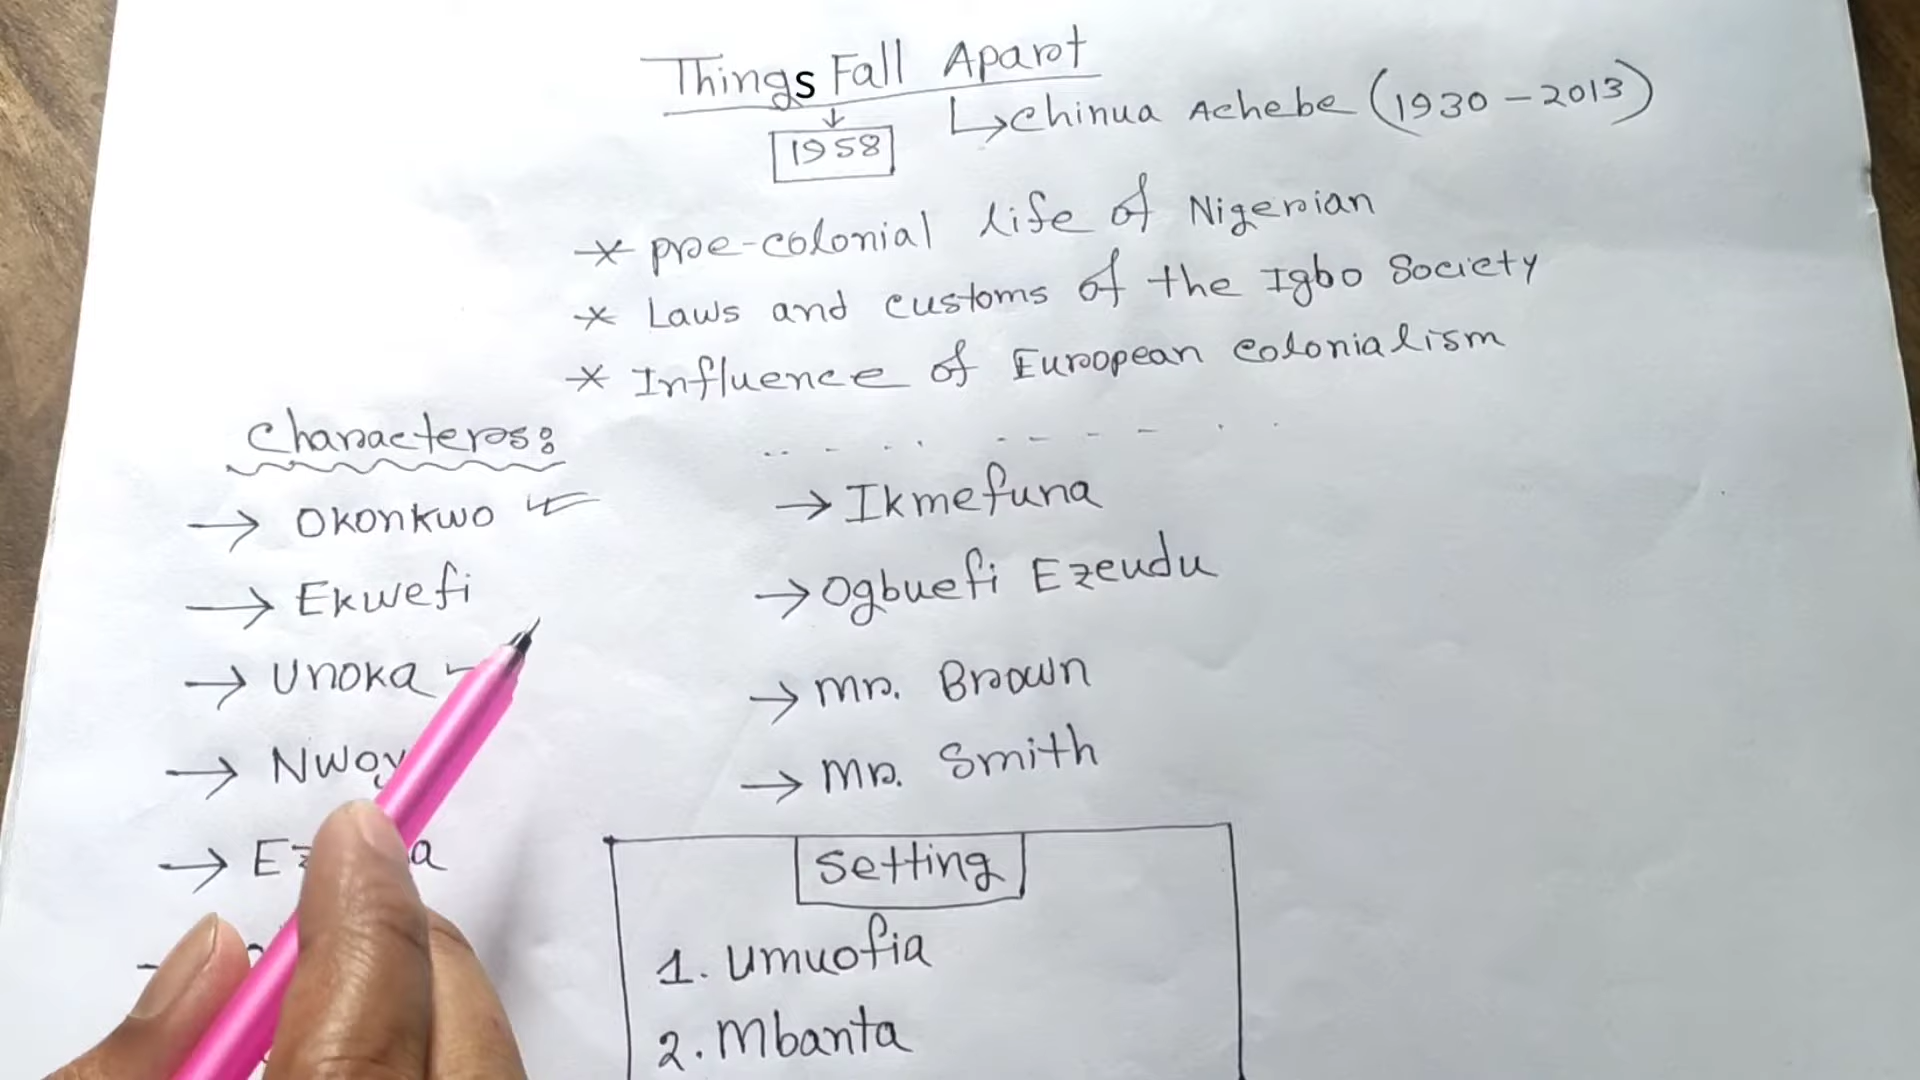 Things Fall Apart
1958
Chinua Achebe (1930-2013)
* pre-colonial life of Nigerian
* Laws and customs of the Igbo Society
* Influence of European colonialism
Characters:
→ Okonkwo
→ Ekwefi
→ Unoka
→ Nwoy
→ Ez a
→ Ikmefuna
→ Ogbuefi Ezeudu
→ Mr. Brown
→ Mr. Smith
Setting
1. Umuofia
2. Mbanta